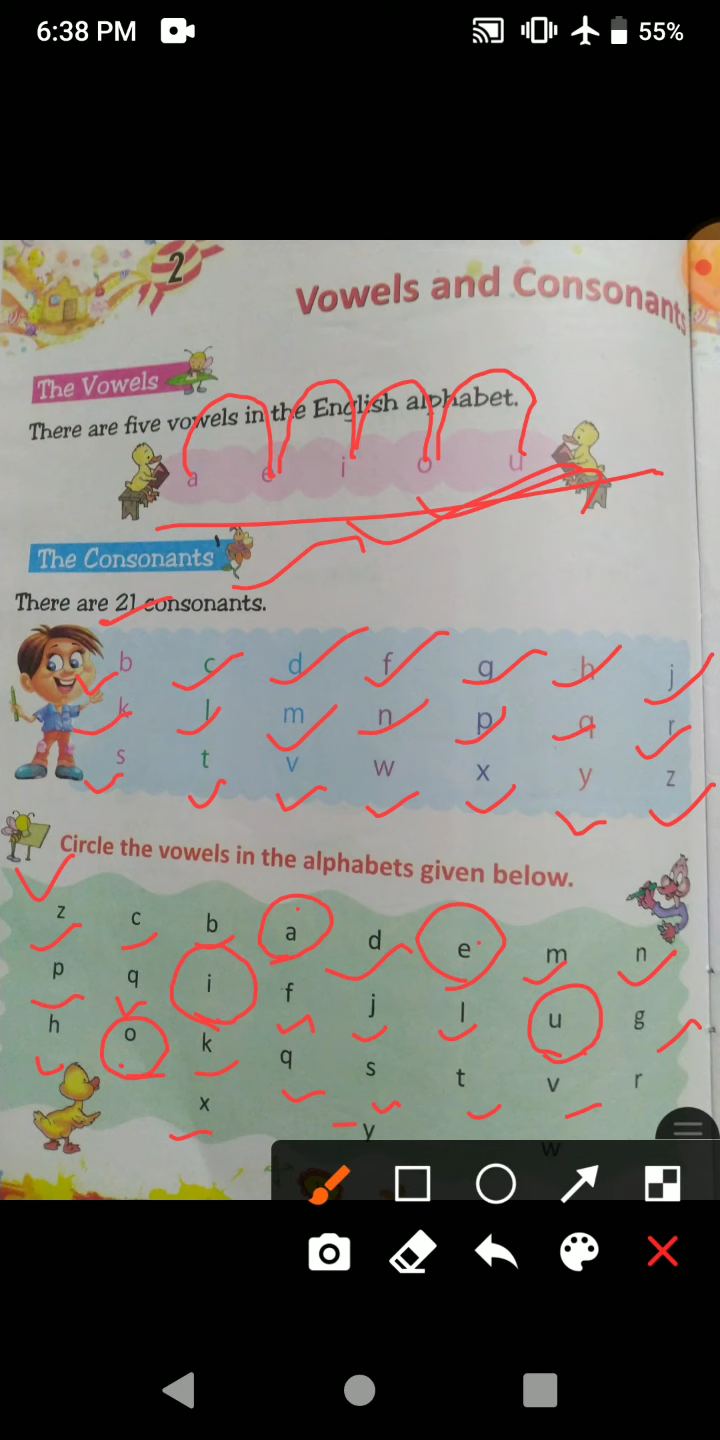 6:38 PM 55%
2
Vowels and Consonants
The Vowels
There are five vowels in the English alphabet.
a e i o u
The Consonants
There are 21 consonants.
b c d f g h j
k l m n p q r
s t v w x y z
Circle the vowels in the alphabets given below.
z c b a d e m n
p q i f j l u g
h o k q s t v r
x y w